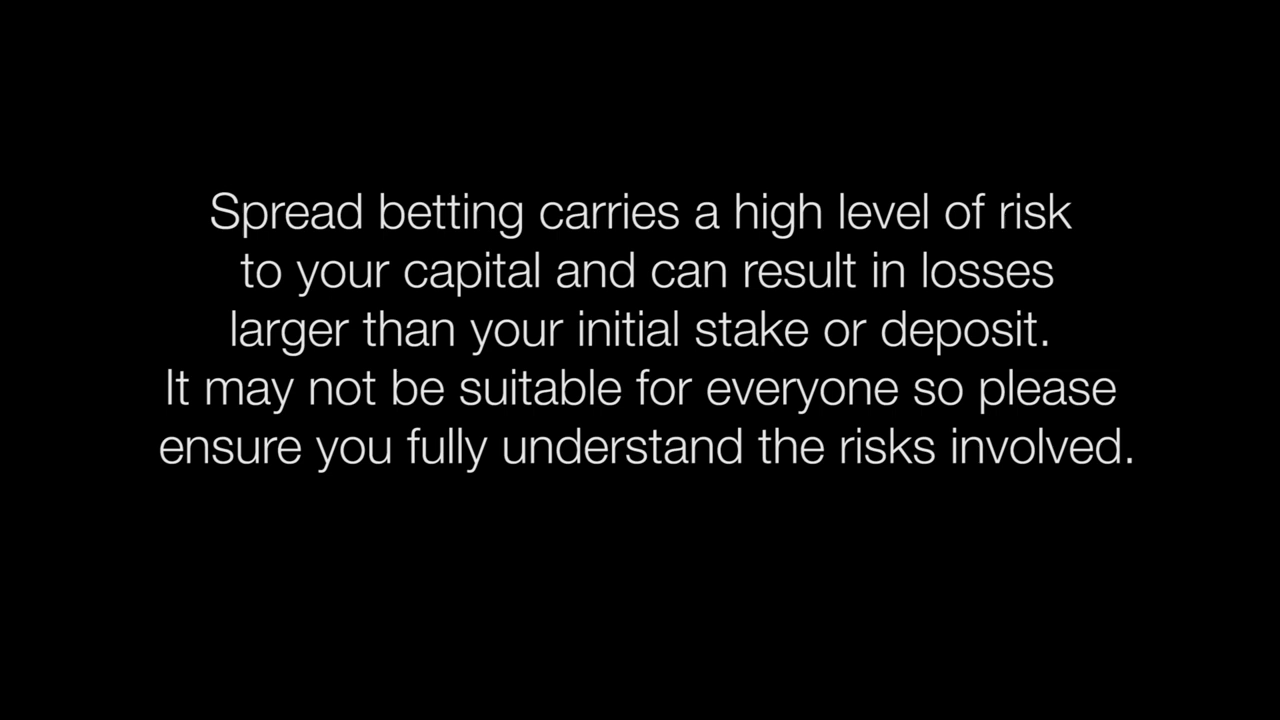 Spread betting carries a high level of risk
to your capital and can result in losses
larger than your initial stake or deposit.
It may not be suitable for everyone so please
ensure you fully understand the risks involved.